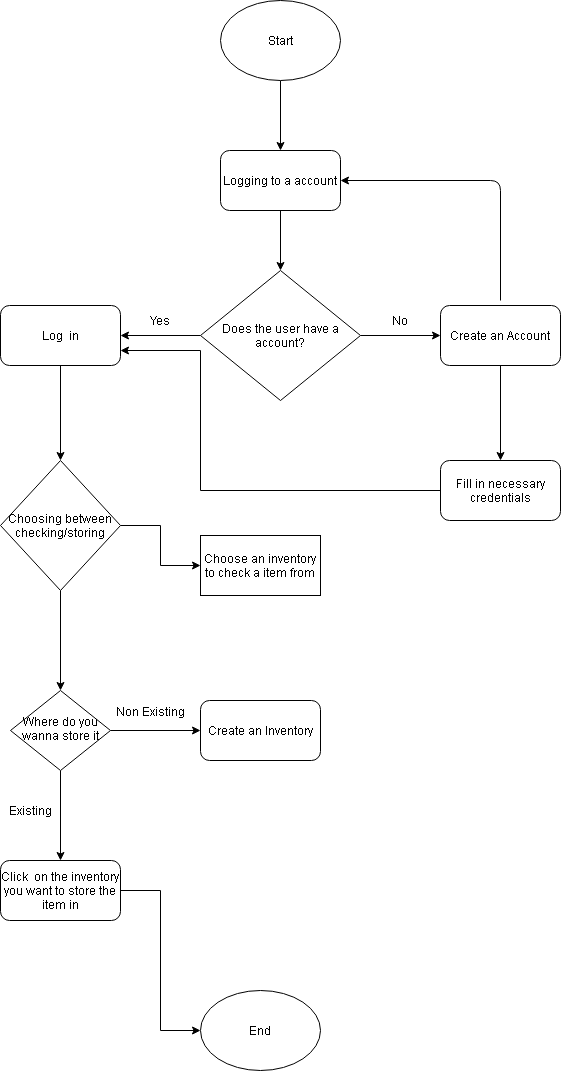 Start
Logging to a account
Does the user have a
account?
Yes
No
Log  in
Create an Account
Fill in necessary
credentials
Choosing between
checking/storing
Choose an inventory
to check a item from
Where do you
wanna store it
Non Existing
Create an Inventory
Existing
Click  on the inventory
you want to store the
item in
End